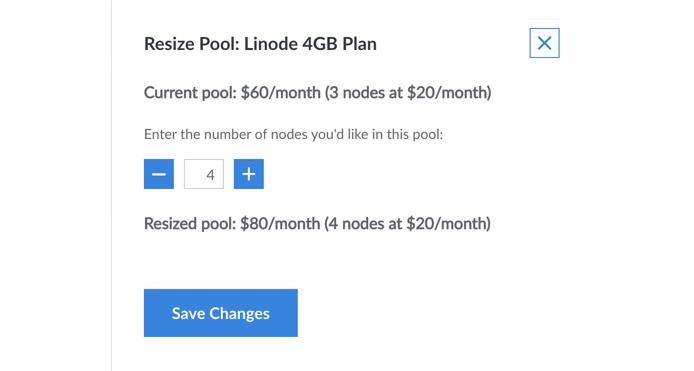 Resize Pool: Linode 4GB Plan
Current pool: $60/month (3 nodes at $20/month)
Enter the number of nodes you'd like in this pool:
4
Resized pool: $80/month (4 nodes at $20/month)
Save Changes